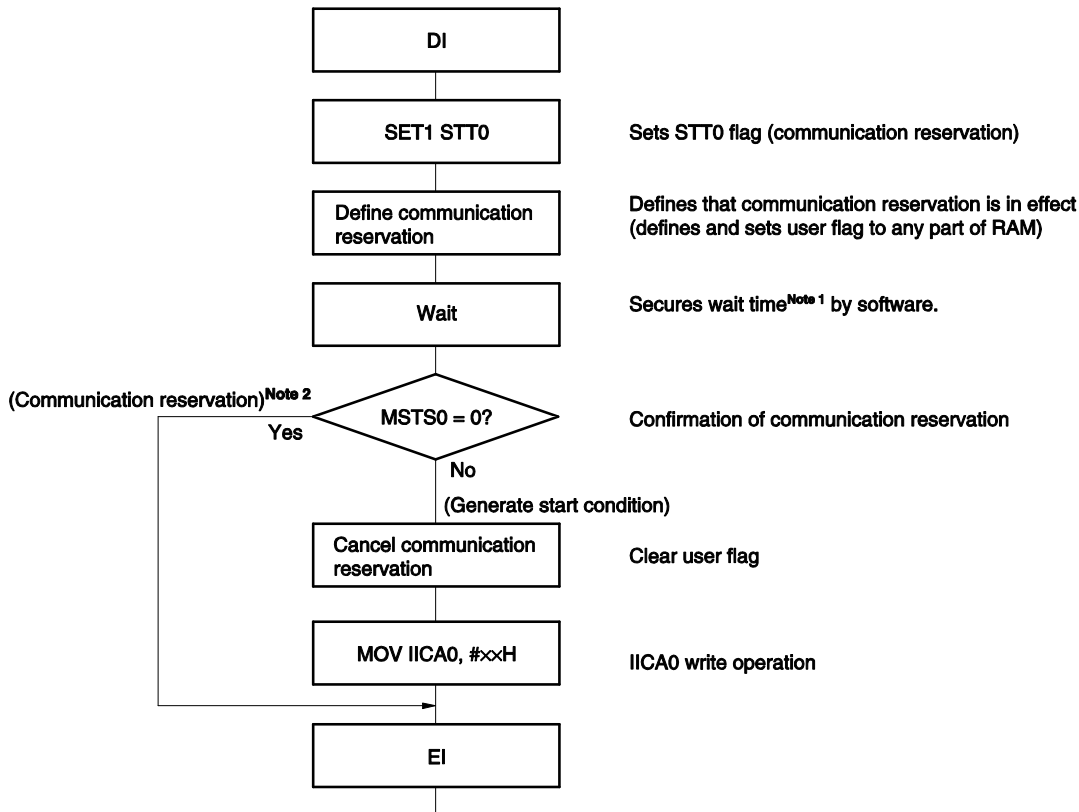 DI
SET1 STT0
Sets STT0 flag (communication reservation)
Define communication
reservation
Defines that communication reservation is in effect
(defines and sets user flag to any part of RAM)
Wait
Secures wait timeNote 1 by software.
(Communication reservation)Note 2
Yes
MSTS0 = 0?
Confirmation of communication reservation
No
(Generate start condition)
Cancel communication
reservation
Clear user flag
MOV IICA0, #××H
IICA0 write operation
EI